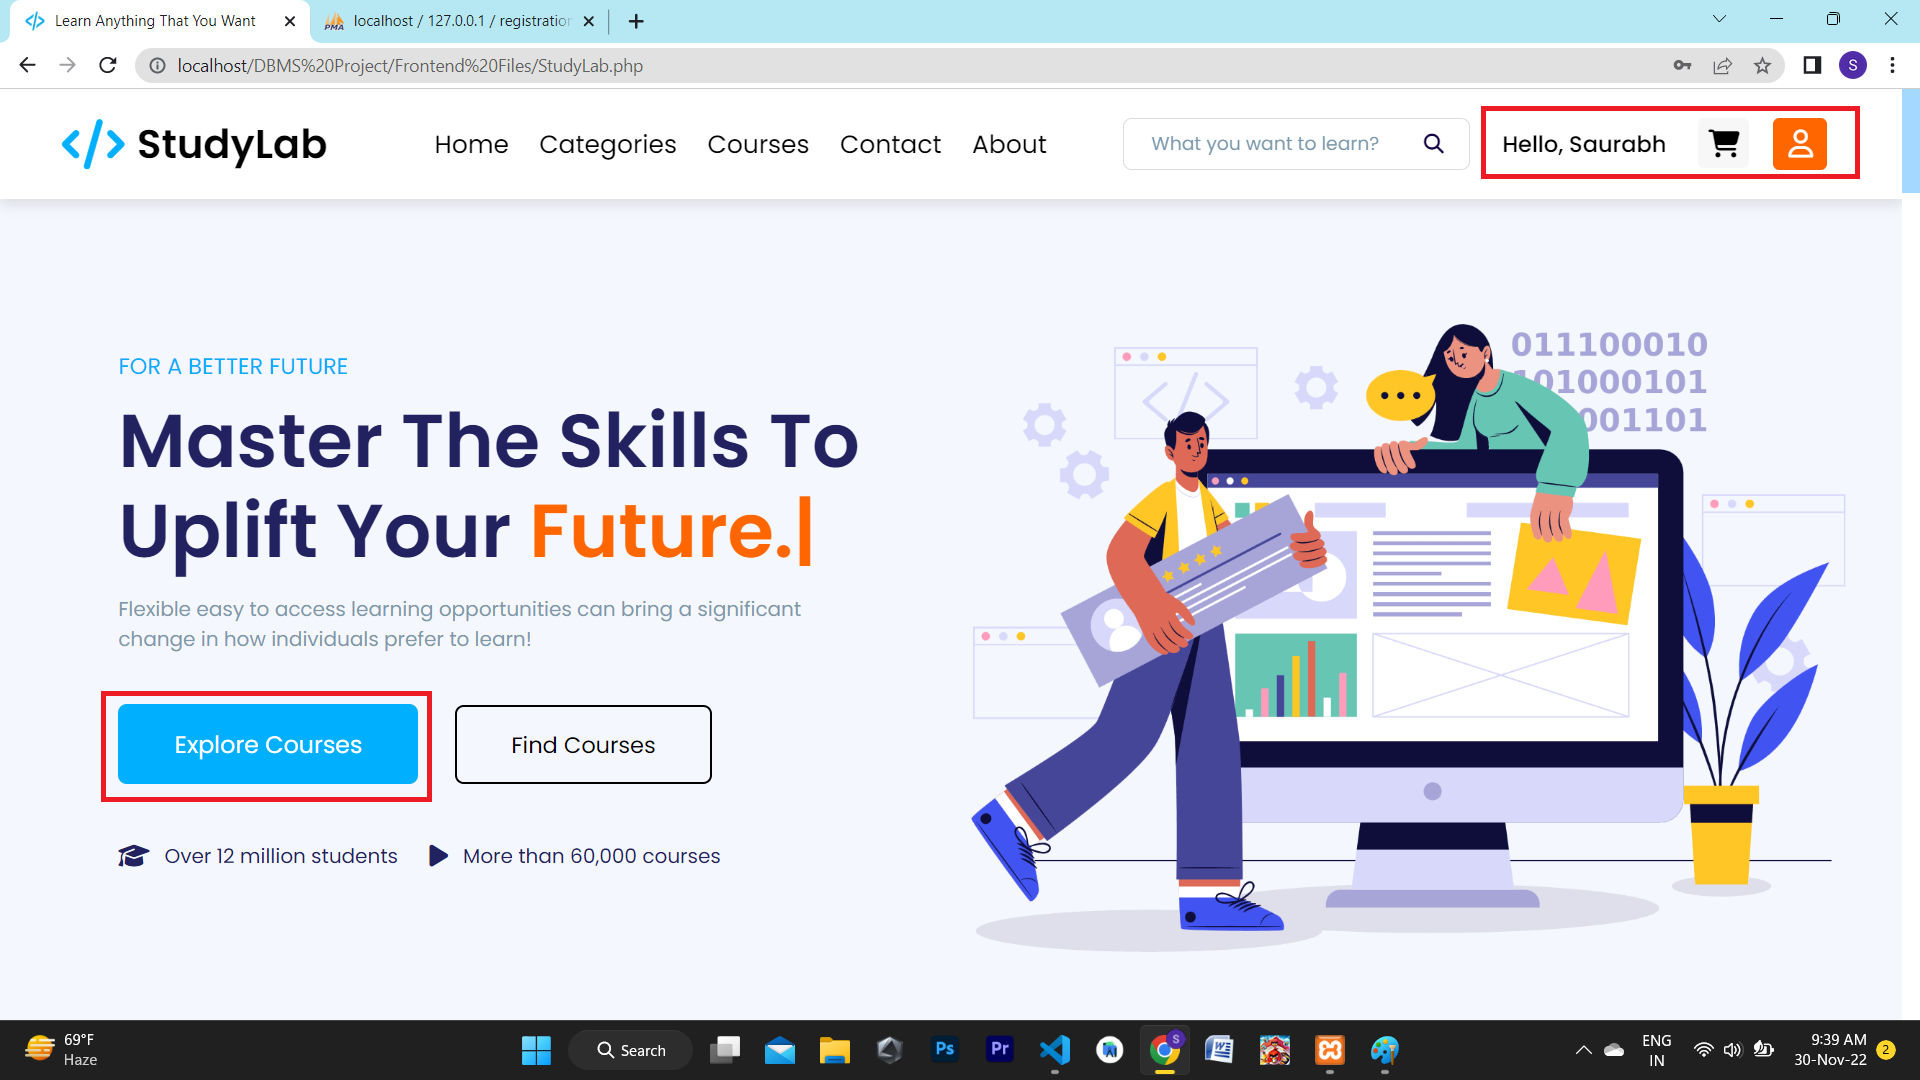 Learn Anything That You Want
localhost / 127.0.0.1 / registration
localhost/DBMS%20Project/Frontend%20Files/StudyLab.php
S
</> StudyLab
Home Categories Courses Contact About
What you want to learn?
Hello, Saurabh
FOR A BETTER FUTURE
Master The Skills To
Uplift Your Future.|
Flexible easy to access learning opportunities can bring a significant
change in how individuals prefer to learn!
Explore Courses
Find Courses
Over 12 million students
More than 60,000 courses
011100010
101000101
001101
69°F
Haze
Search
Ps
Pr
S
ENG
IN
9:39 AM
30-Nov-22
2